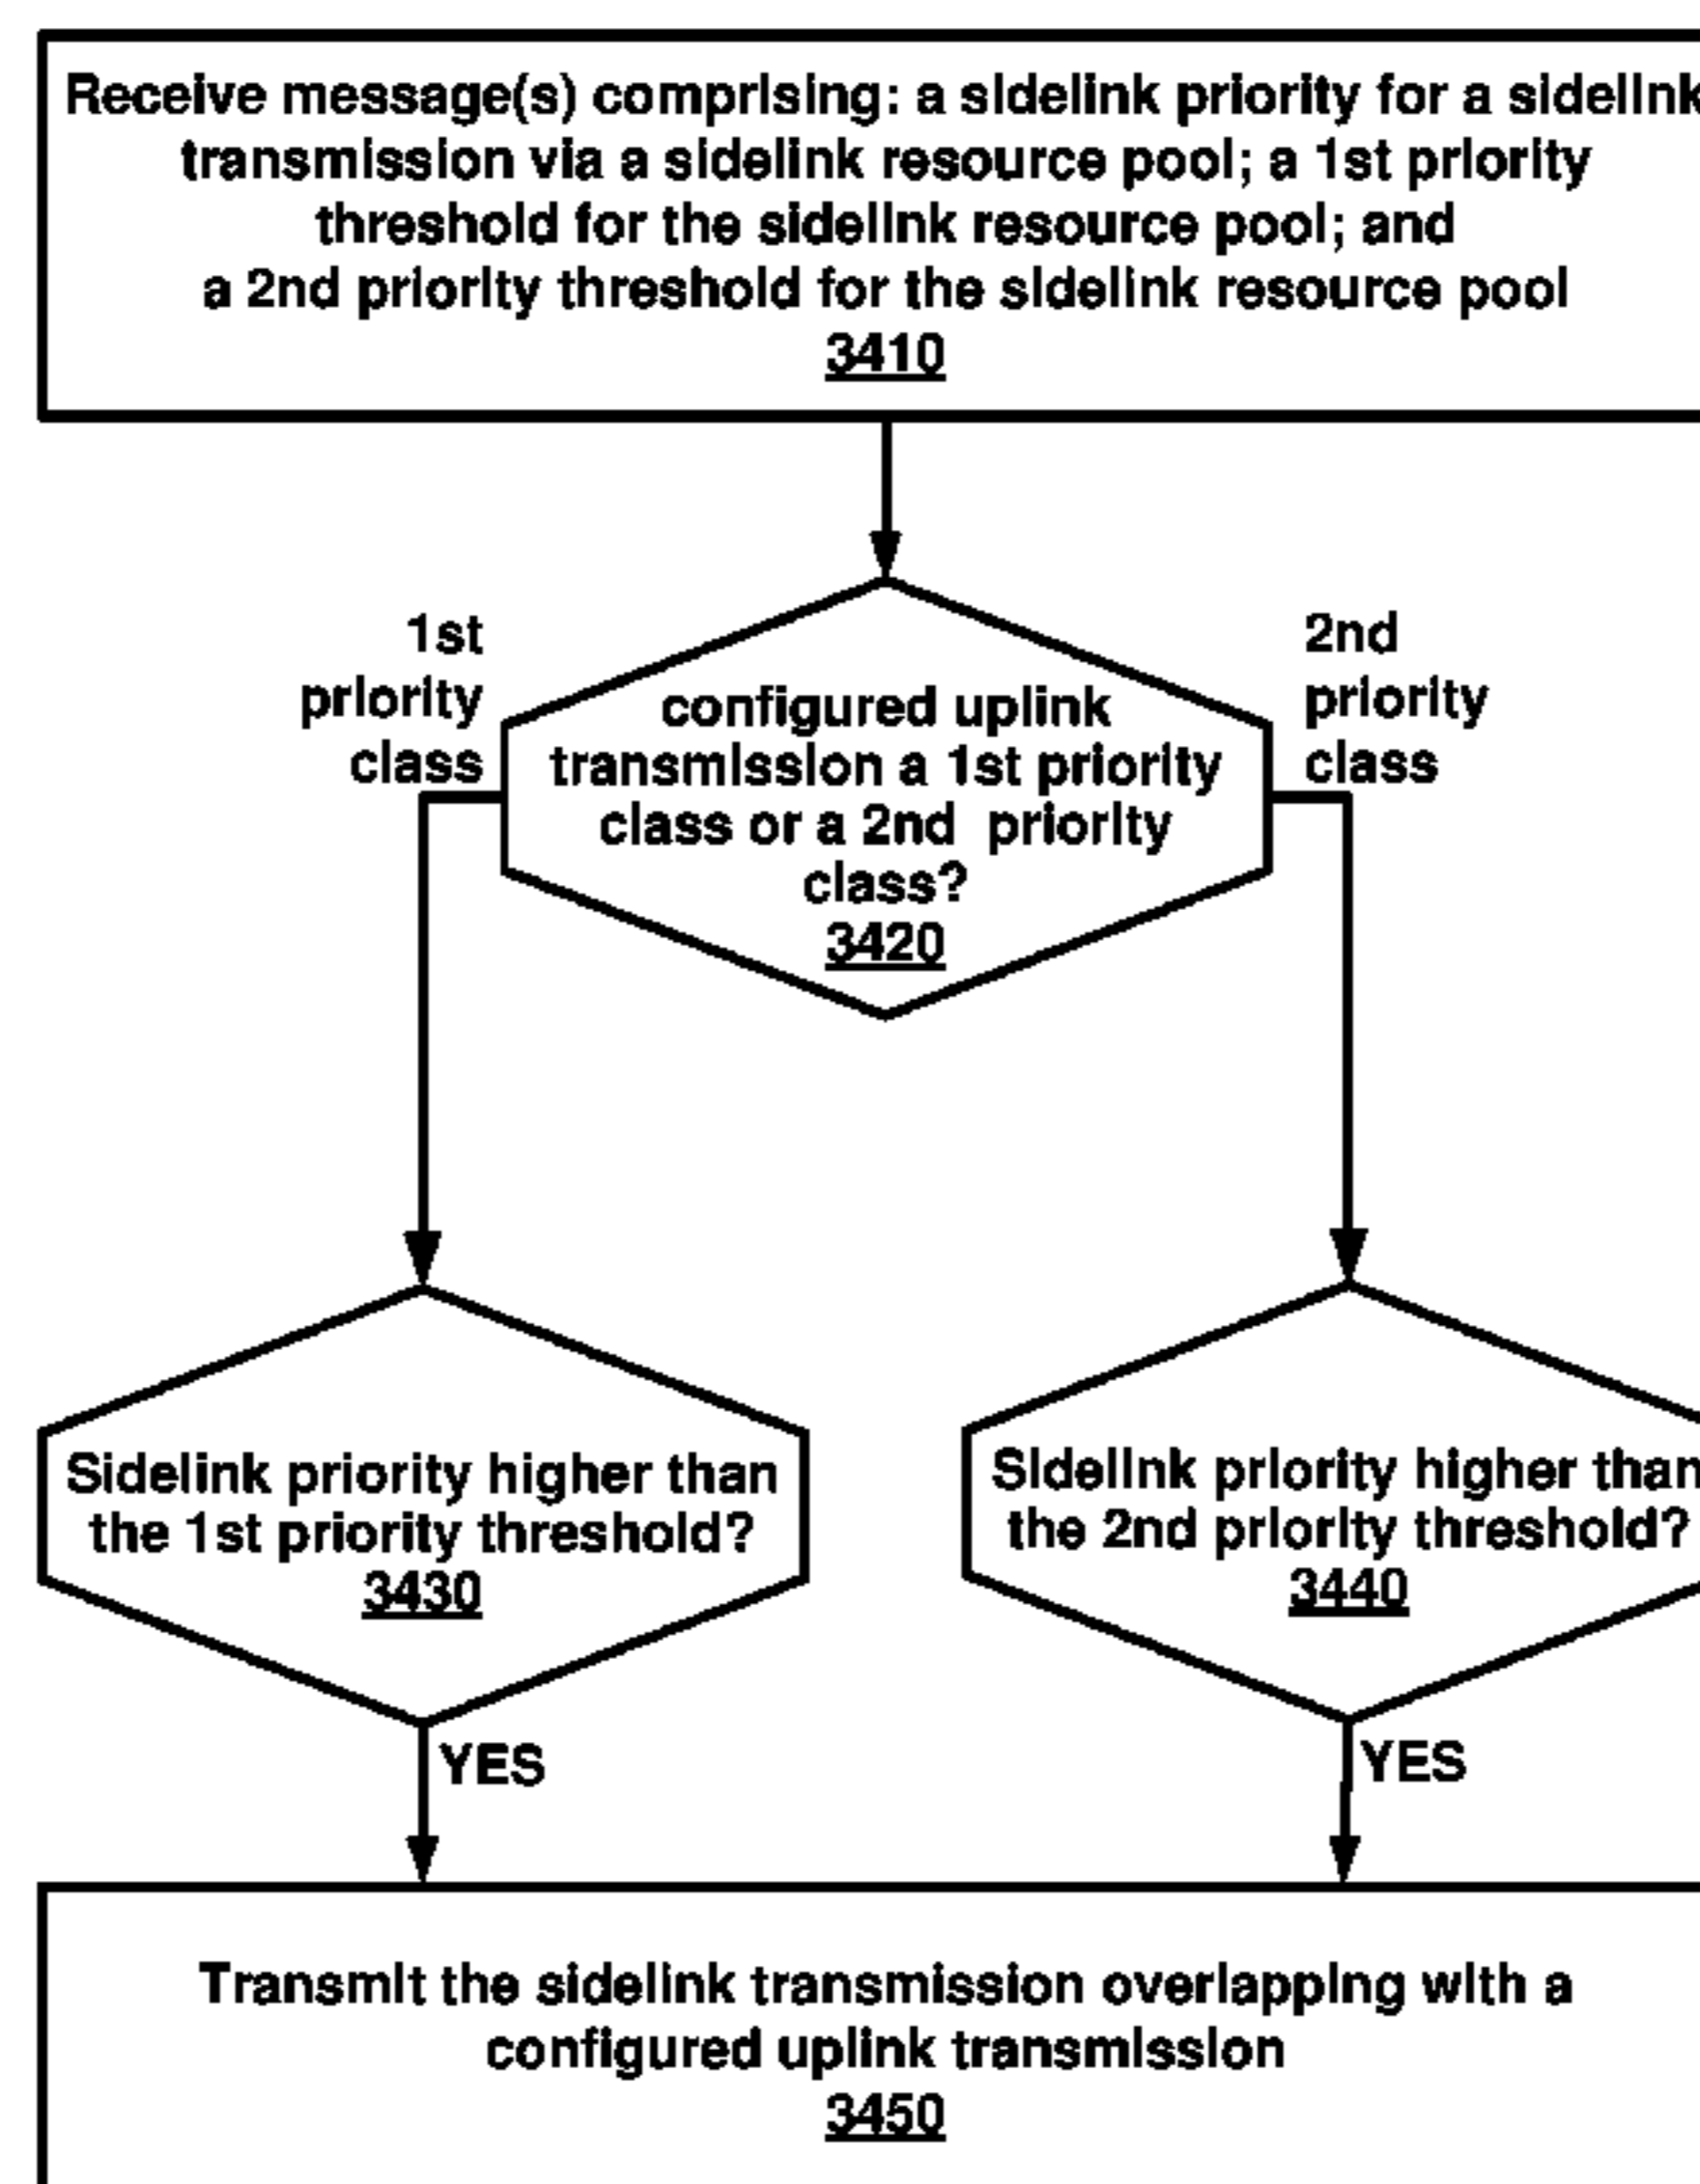 Receive message(s) comprising: a sidelink priority for a sidelink
transmission via a sidelink resource pool; a 1st priority
threshold for the sidelink resource pool; and
a 2nd priority threshold for the sidelink resource pool
3410
1st
priority
class
2nd
priority
class
configured uplink
transmission a 1st priority
class or a 2nd priority
class?
3420
Sidelink priority higher than
the 1st priority threshold?
3430
Sidelink priority higher than
the 2nd priority threshold?
3440
YES
YES
Transmit the sidelink transmission overlapping with a
configured uplink transmission
3450